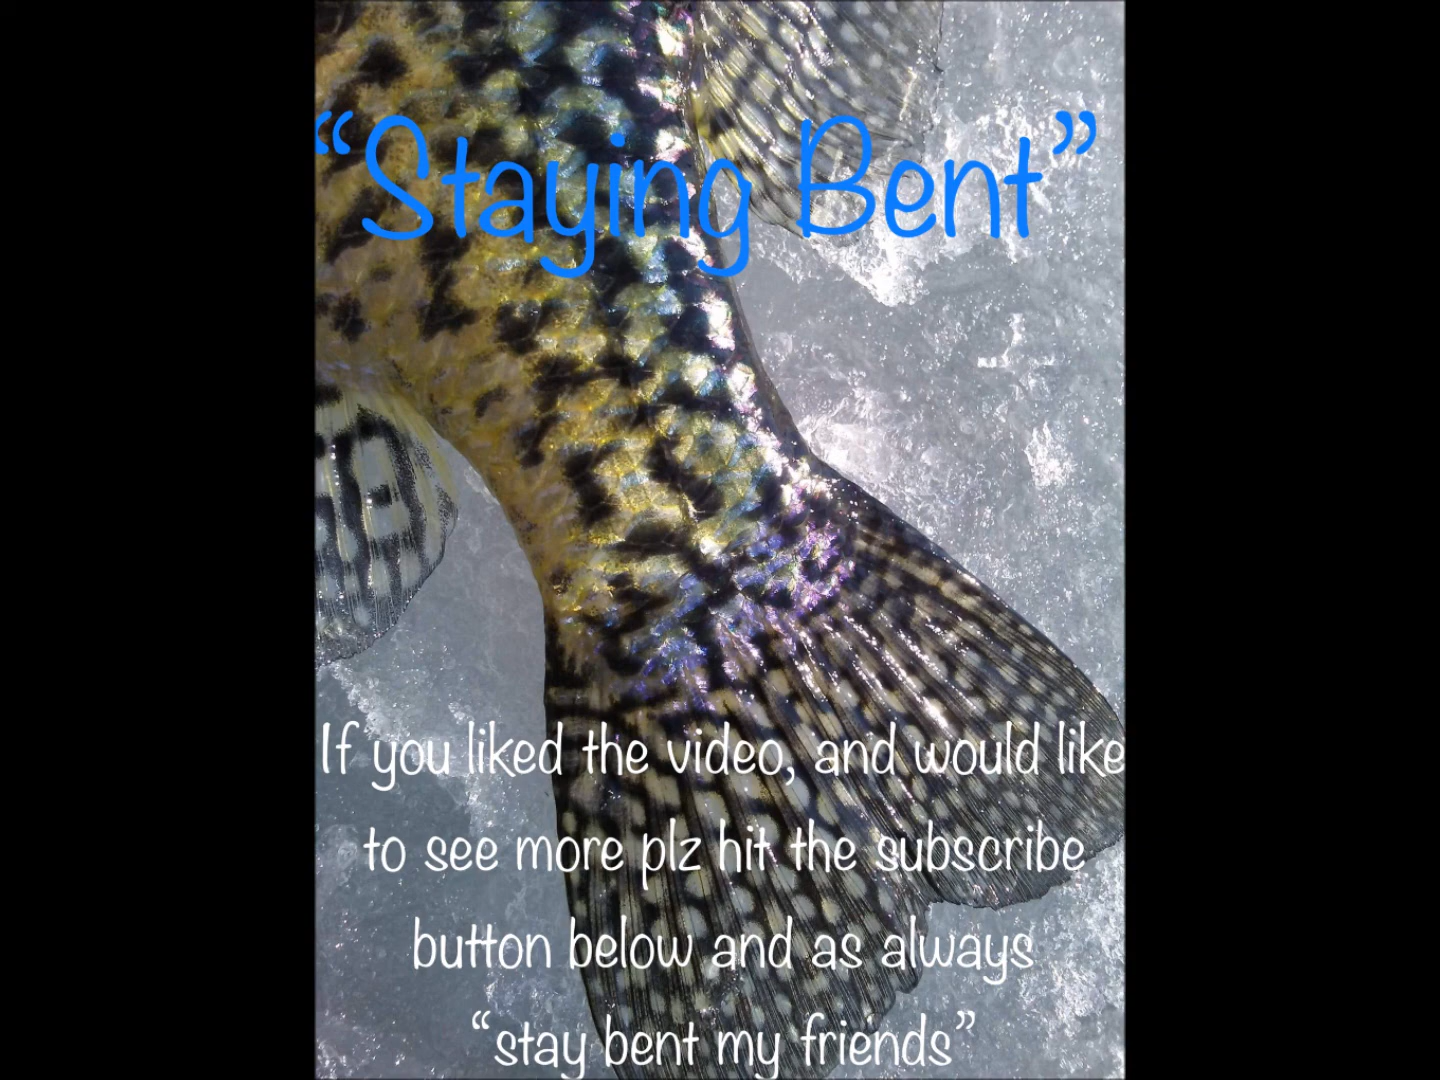 “Staying Bent”
If you liked the video, and would like
to see more plz hit the subscribe
button below and as always
“stay bent my friends”